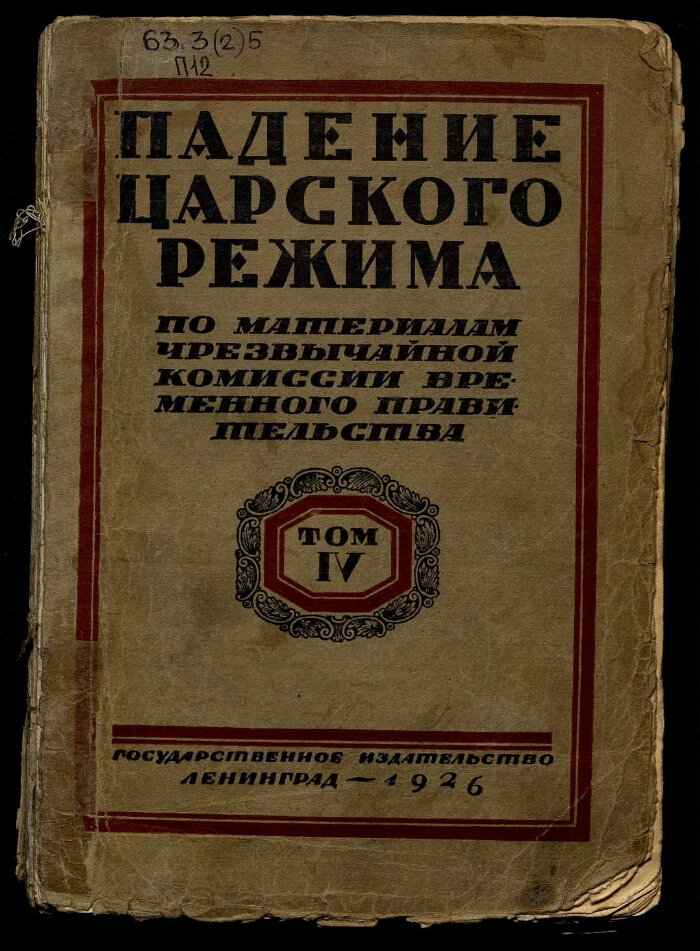 63.3(2)Б
П12
ПАДЕНИЕ
ЦАРСКОГО
РЕЖИМА
ПО МАТЕРИАЛАМ
ЧРЕЗВЫЧАЙНОЙ
КОМИССИИ ВРЕ-
МЕННОГО ПРАВИ-
ТЕЛЬСТВА
ТОМ
IV
ГОСУДАРСТВЕННОЕ ИЗДАТЕЛЬСТВО
ЛЕНИНГРАД — 1926